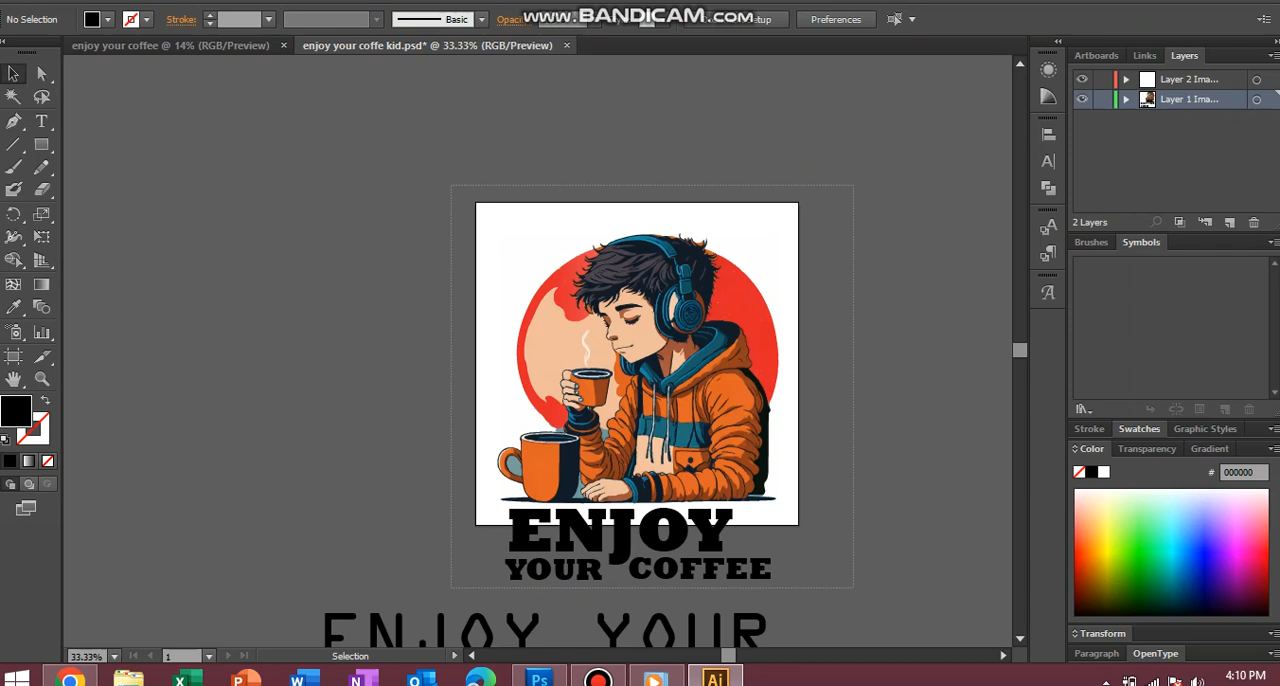 No Selection
Stroke:
Basic
Opac
www.BANDICAM.com
etup
Preferences
enjoy your coffee @ 14% (RGB/Preview)
enjoy your coffe kid.psd* @ 33.33% (RGB/Preview)
Artboards
Links
Layers
Layer 2 Ima...
Layer 1 Ima...
2 Layers
Brushes
Symbols
Stroke
Swatches
Graphic Styles
Color
Transparency
Gradient
#
000000
ENJOY
YOUR COFFEE
ENJOY YOUR
Transform
Paragraph
OpenType
33.33%
1
Selection
4:10 PM